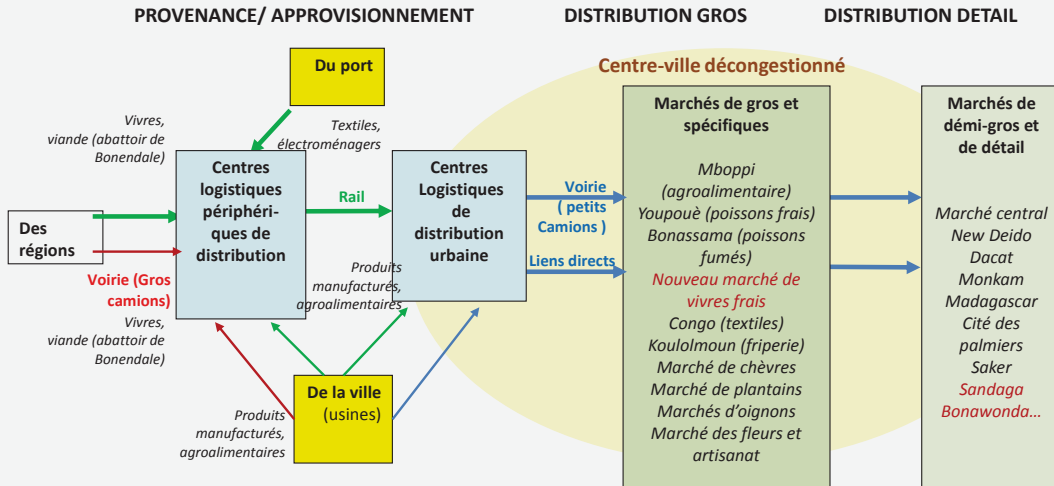 PROVENANCE/ APPROVISIONNEMENT
DISTRIBUTION GROS
DISTRIBUTION DETAIL
Du port
Vivres,
viande (abattoir de
Bonendale)
Textiles,
électroménagers
Des
régions
Voirie (Gros
camions)
Vivres,
viande (abattoir de
Bonendale)
Centres
logistiques
périphéri-
ques de
distribution
Rail
Produits
manufacturés,
agroalimentaires
Centres
Logistiques
de
distribution
urbaine
De la ville
(usines)
Produits
manufacturés,
agroalimentaires
Centre-ville décongestionné
Voirie
( petits
Camions )
Liens directs
Marchés de gros et
spécifiques
Mboppi
(agroalimentaire)
Youpouè (poissons frais)
Bonassama (poissons
fumés)
Nouveau marché de
vivres frais
Congo (textiles)
Koulolmoun (friperie)
Marché de chèvres
Marché de plantains
Marchés d'oignons
Marché des fleurs et
artisanat
Marchés de
démi-gros et
de détail
Marché central
New Deido
Dacat
Monkam
Madagascar
Cité des
palmiers
Saker
Sandaga
Bonawonda…